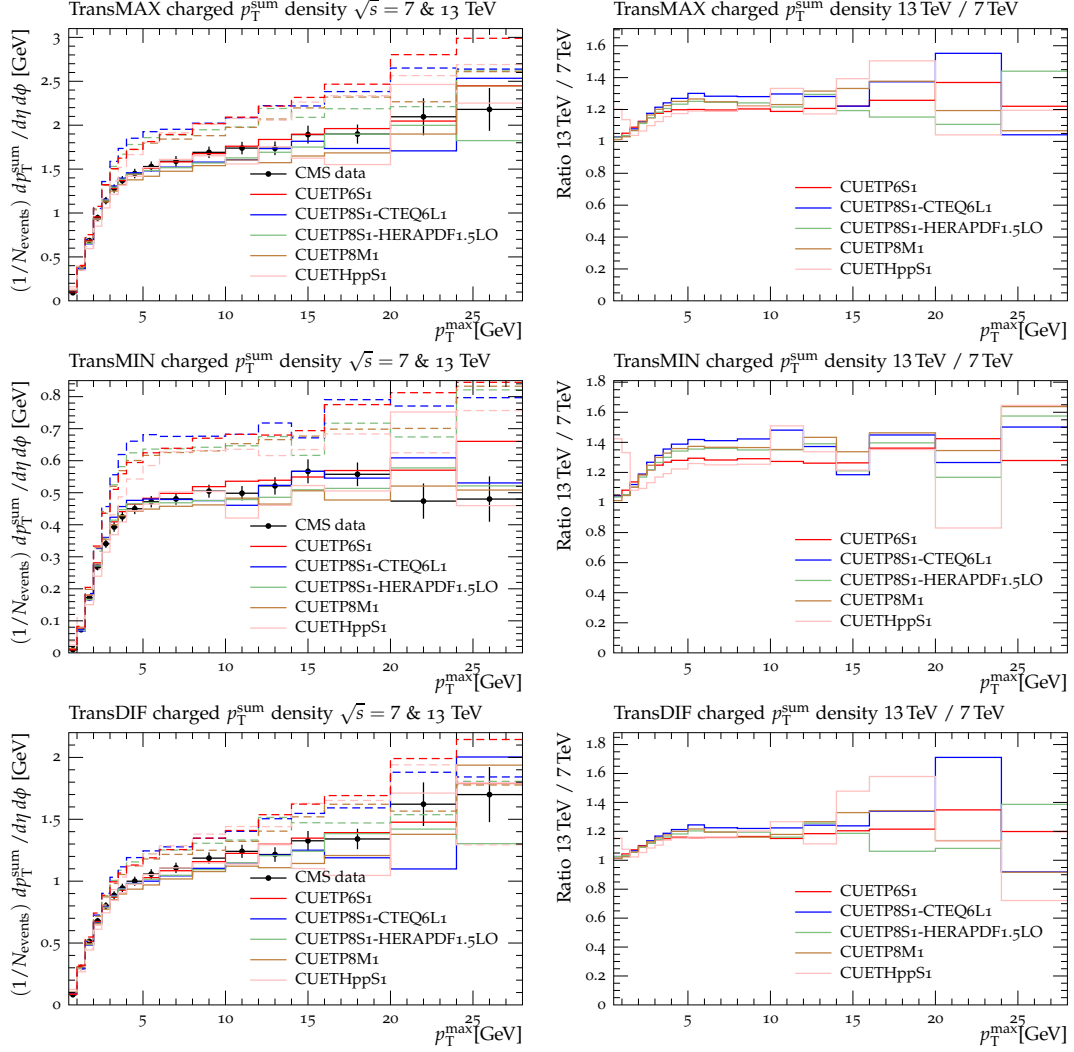 TransMAX charged p_T^sum density √s = 7 & 13 TeV
(1/N_events) dp_T^sum/dη dϕ [GeV]
3
2.5
2
1.5
1
0.5
0
CMS data
CUETP6S1
CUETP8S1-CTEQ6L1
CUETP8S1-HERAPDF1.5LO
CUETP8M1
CUETHppS1
5 10 15 20 25
p_T^max[GeV]
TransMAX charged p_T^sum density 13 TeV / 7 TeV
Ratio 13 TeV / 7 TeV
1.6
1.4
1.2
1
0.8
0.6
0.4
0.2
0
CUETP6S1
CUETP8S1-CTEQ6L1
CUETP8S1-HERAPDF1.5LO
CUETP8M1
CUETHppS1
5 10 15 20 25
p_T^max[GeV]
TransMIN charged p_T^sum density √s = 7 & 13 TeV
(1/N_events) dp_T^sum/dη dϕ [GeV]
0.8
0.7
0.6
0.5
0.4
0.3
0.2
0.1
0
CMS data
CUETP6S1
CUETP8S1-CTEQ6L1
CUETP8S1-HERAPDF1.5LO
CUETP8M1
CUETHppS1
5 10 15 20 25
p_T^max[GeV]
TransMIN charged p_T^sum density 13 TeV / 7 TeV
Ratio 13 TeV / 7 TeV
1.8
1.6
1.4
1.2
1
0.8
0.6
0.4
0.2
0
CUETP6S1
CUETP8S1-CTEQ6L1
CUETP8S1-HERAPDF1.5LO
CUETP8M1
CUETHppS1
5 10 15 20 25
p_T^max[GeV]
TransDIF charged p_T^sum density √s = 7 & 13 TeV
(1/N_events) dp_T^sum/dη dϕ [GeV]
2
1.5
1
0.5
0
CMS data
CUETP6S1
CUETP8S1-CTEQ6L1
CUETP8S1-HERAPDF1.5LO
CUETP8M1
CUETHppS1
5 10 15 20 25
p_T^max[GeV]
TransDIF charged p_T^sum density 13 TeV / 7 TeV
Ratio 13 TeV / 7 TeV
1.8
1.6
1.4
1.2
1
0.8
0.6
0.4
0.2
0
CUETP6S1
CUETP8S1-CTEQ6L1
CUETP8S1-HERAPDF1.5LO
CUETP8M1
CUETHppS1
5 10 15 20 25
p_T^max[GeV]